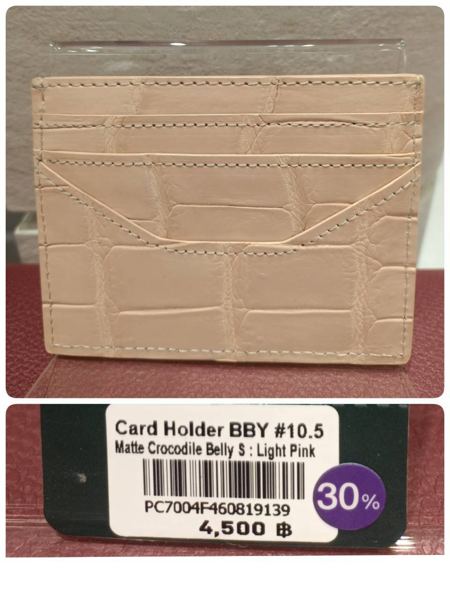 Card Holder BBY #10.5
Matte Crocodile Belly S : Light Pink
PC7004F460819139
4,500 ฿
30%